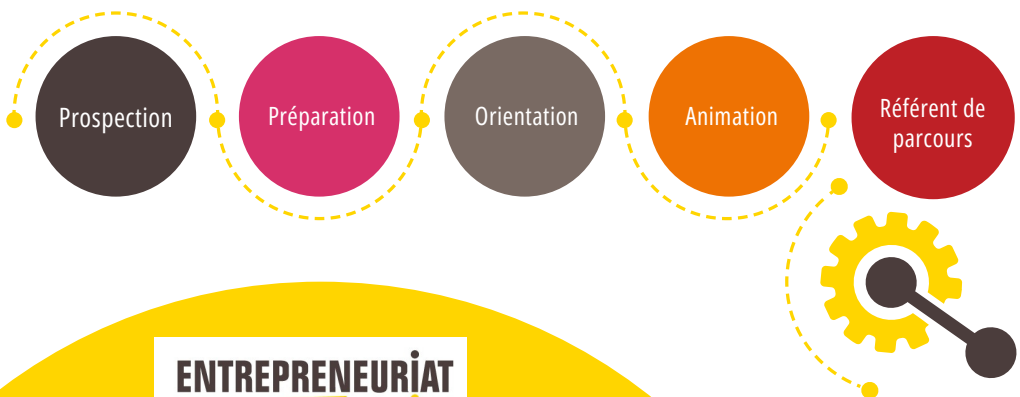 Prospection
Préparation
Orientation
Animation
Référent de
parcours
ENTREPRENEURiAT